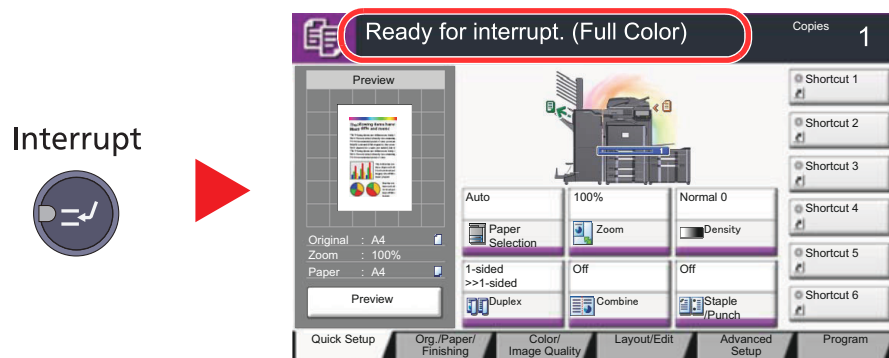 Interrupt
Ready for interrupt. (Full Color)
Copies
1
Preview
Original : A4
Zoom : 100%
Paper : A4
Preview
1
Auto
Paper
Selection
100%
Zoom
Normal 0
Density
1-sided
>>1-sided
Duplex
Off
Combine
Off
Staple
/Punch
Shortcut 1
Shortcut 2
Shortcut 3
Shortcut 4
Shortcut 5
Shortcut 6
Quick Setup
Org./Paper/
Finishing
Color/
Image Quality
Layout/Edit
Advanced
Setup
Program